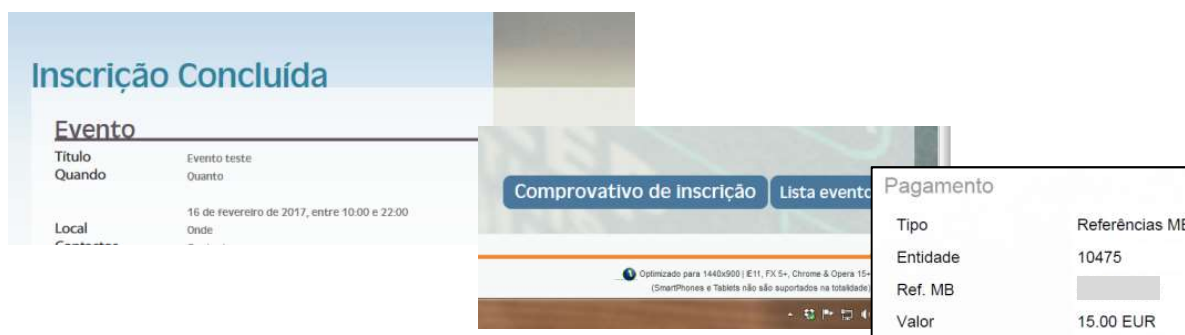 Inscrição Concluída
Evento
Título Evento teste
Quando Quanto
16 de fevereiro de 2017, entre 10:00 e 22:00
Local Onde
Comprovativo de inscrição Lista evento
Optimizado para 1440x900 | IE11, FX 5+, Chrome & Opera 15+
(SmartPhones e Tablets não são suportados na totalidade)
Pagamento
Tipo Referências MB
Entidade 10475
Ref. MB
Valor 15.00 EUR